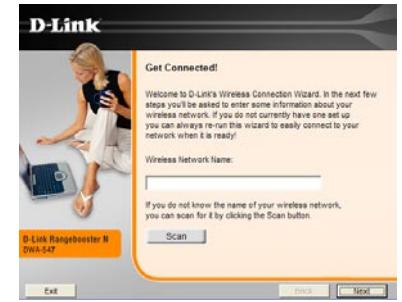 D-Link
Get Connected!
Welcome to D-Link's Wireless Connection Wizard. In the next few
steps you'll be asked to enter some information about your
wireless network. If you do not currently have one set up
you can always re-run this wizard to easily connect to your
network when it is ready!
Wireless Network Name:
If you do not know the name of your wireless network,
you can scan for it by clicking the Scan button.
Scan
D-Link Rangebooster N
DWA-547
Exit
Back
Next